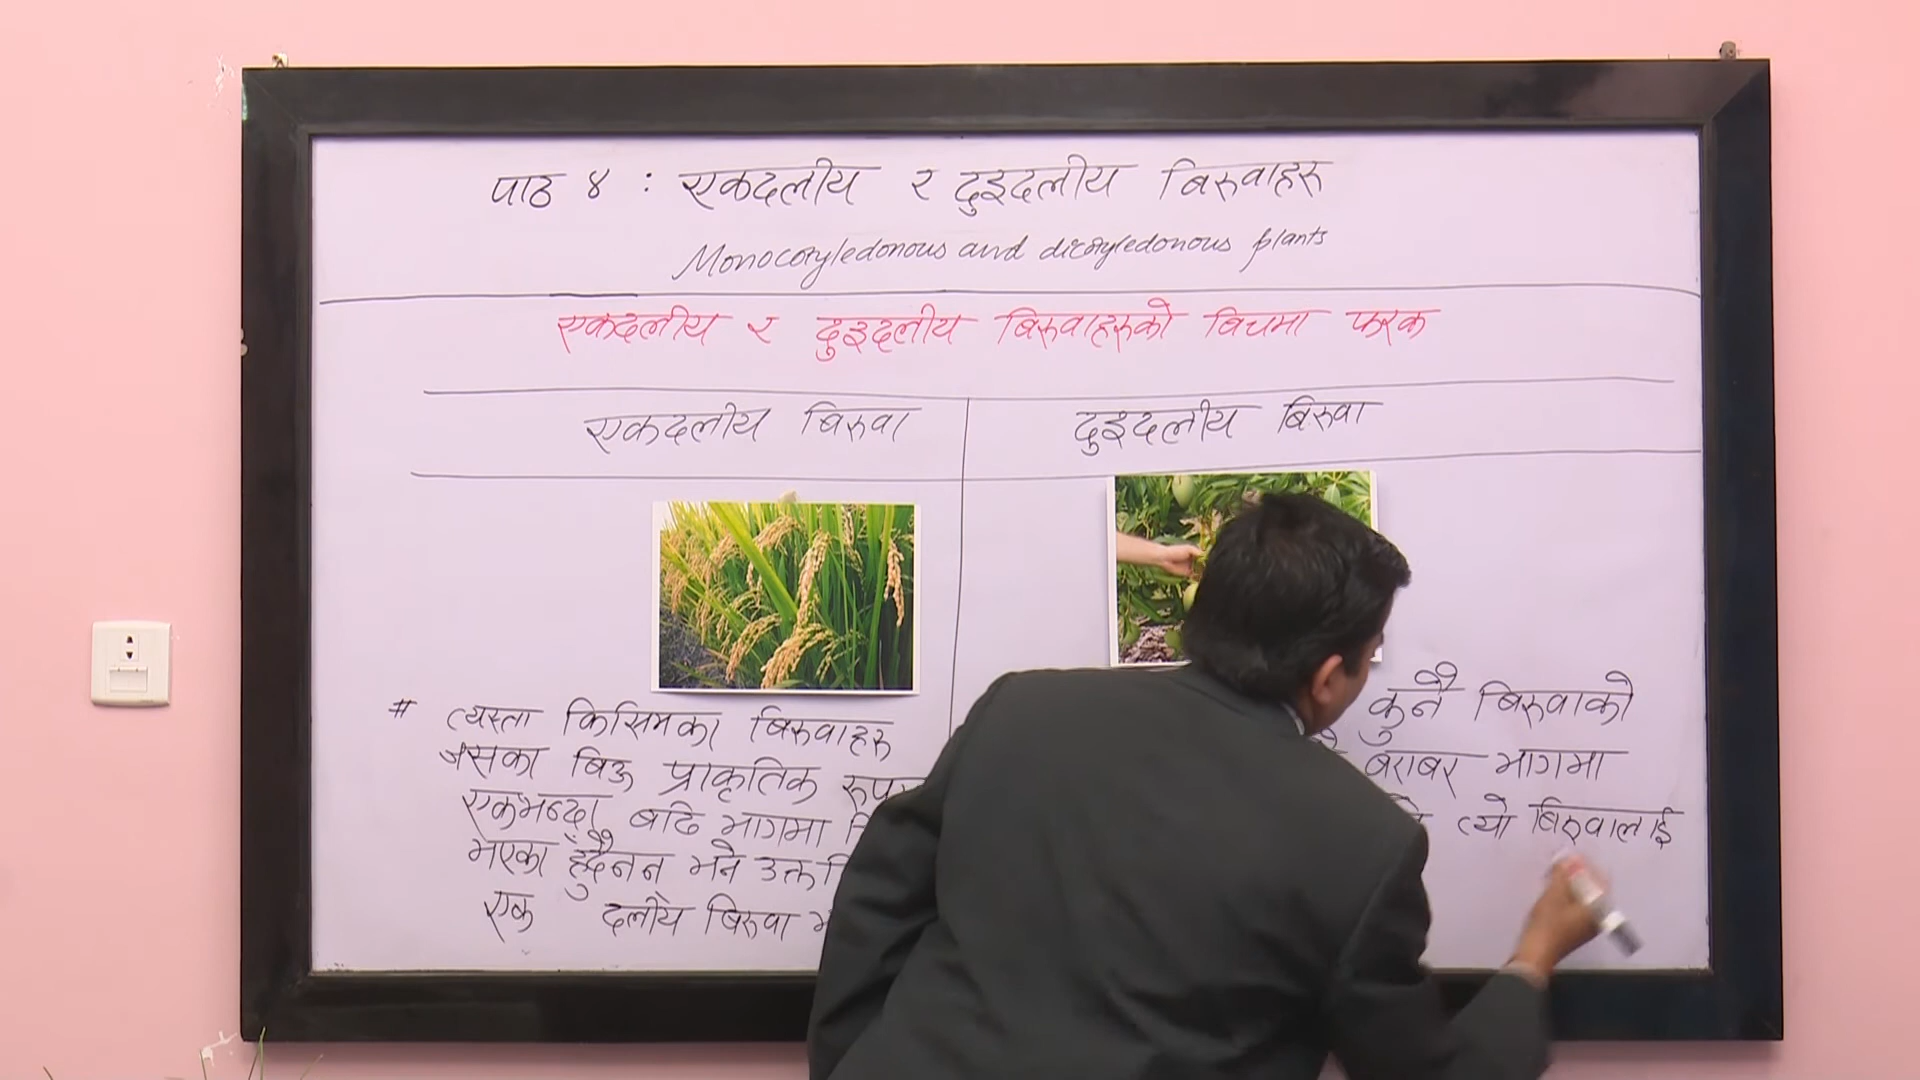 पाठ ४ : एकदलीय र दुइदलीय बिरुवाहरु
Monocotyledonous and dicotyledonous plants
एकदलीय र दुइदलीय बिरुवाहरुको बिचमा फरक
एकदलीय बिरुवा
दुइदलीय बिरुवा
# त्यस्ता किसिमका बिरुवाहरु
जसका बिऊ प्राकृतिक
एकभन्दा बढि भागमा
भएका हुँदैनन् भने उक्त
एक दलीय बिरुवा
कुनै बिरुवाको
बराबर भागमा
त्यो बिरुवालाई